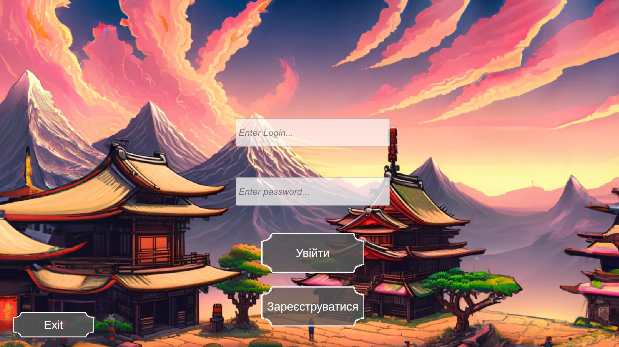 Enter Login...
Enter password...
Увійти
Зареєструватися
Exit